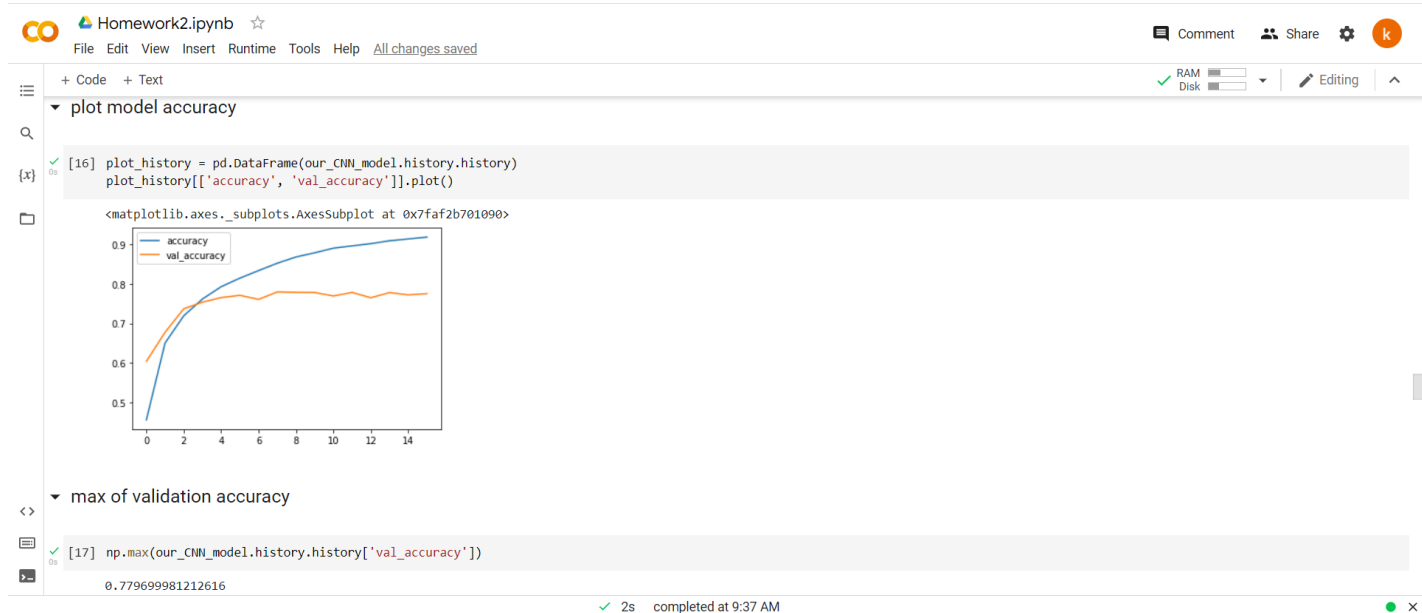 Homework2.ipynb
File Edit View Insert Runtime Tools Help All changes saved
Comment Share k
+ Code + Text
RAM
Disk
Editing
plot model accuracy
{x}
[16] plot_history = pd.DataFrame(our_CNN_model.history.history)
0s
plot_history[['accuracy', 'val_accuracy']].plot()
<matplotlib.axes._subplots.AxesSubplot at 0x7faf2b701090>
accuracy
val_accuracy
0.9
0.8
0.7
0.6
0.5
0 2 4 6 8 10 12 14
max of validation accuracy
[17] np.max(our_CNN_model.history.history['val_accuracy'])
0s
0.779699981212616
2s completed at 9:37 AM